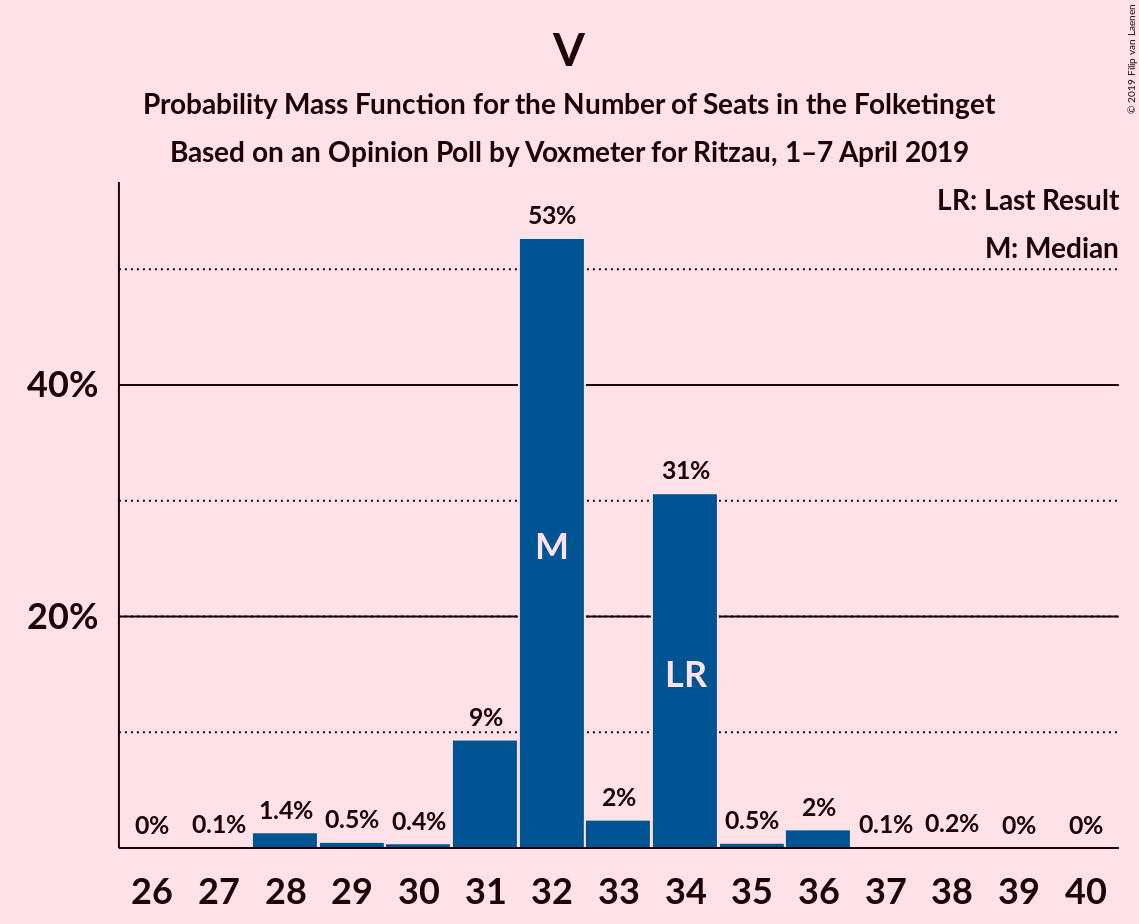 V
Probability Mass Function for the Number of Seats in the Folketinget
Based on an Opinion Poll by Voxmeter for Ritzau, 1–7 April 2019
© 2019 Filip van Laenen
LR: Last Result
M: Median
53%
40%
31%
M
20%
LR
9%
2%
2%
1.4%
0.5%
0.4%
0.5%
0%
0.1%
0.1%
0.2%
0%
0%
26 27 28 29 30 31 32 33 34 35 36 37 38 39 40